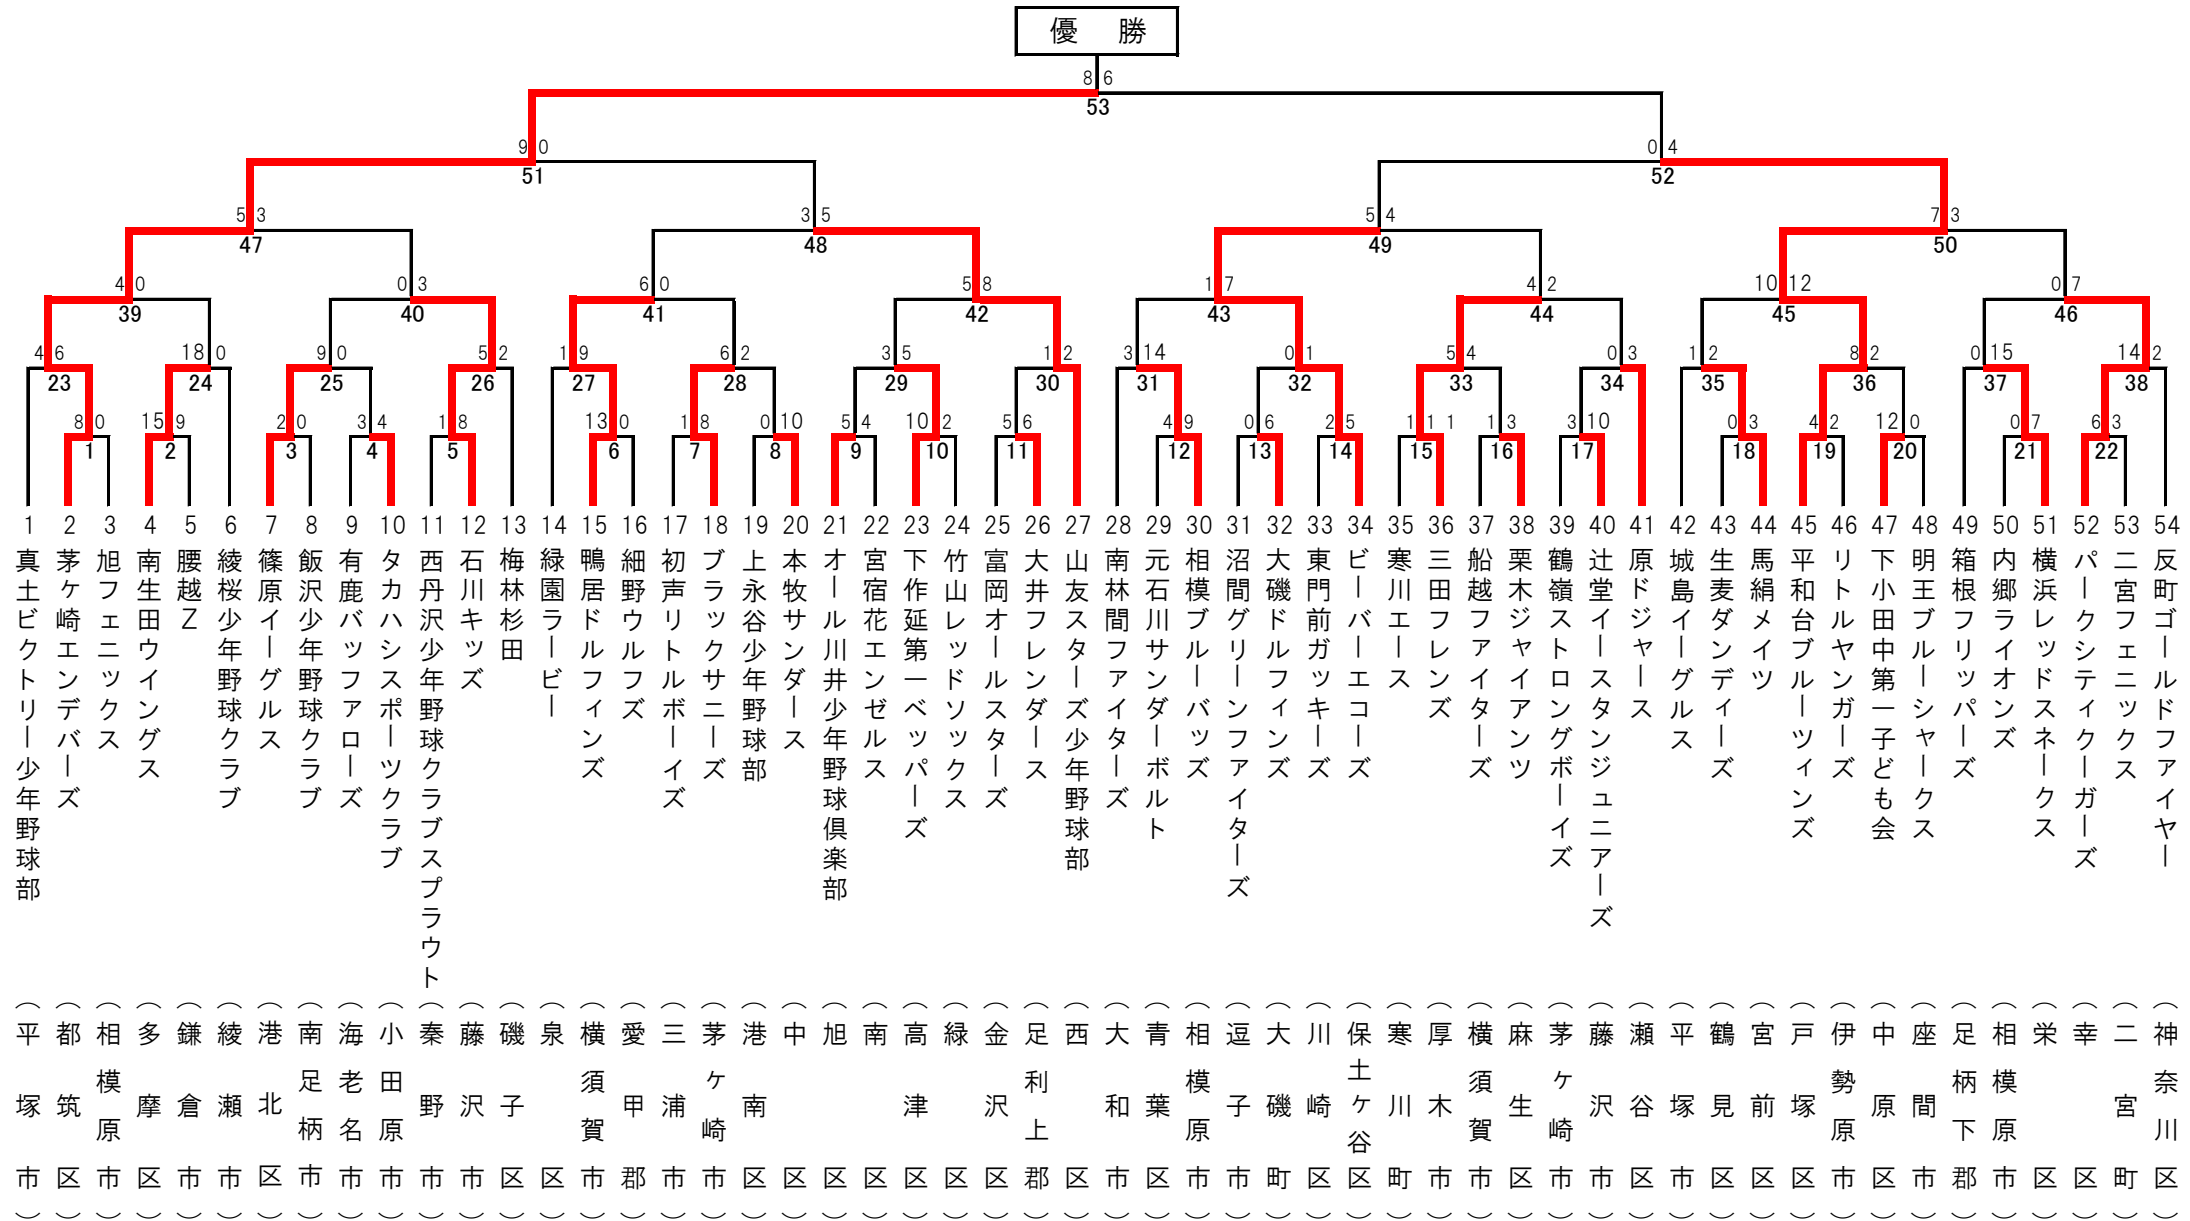 優 勝
8 6
53
9 0
51
0 4
52
5 3
47
3 5
48
5 4
49
7 3
50
4 0
39
0 3
40
6 0
41
5 8
42
1 7
43
4 2
44
10 12
45
0 7
46
4 6
23
18 0
24
9 0
25
5 2
26
1 9
27
6 2
28
3 5
29
1 2
30
3 14
31
0 1
32
5 4
33
0 3
34
1 2
35
8 2
36
0 15
37
14 2
38
8 0
1
15 9
2
2 0
3
3 4
4
1 8
5
13 0
6
1 8
7
0 10
8
5 4
9
10 2
10
5 6
11
4 9
12
0 6
13
2 5
14
1 1 1
15
1 3
16
3 10
17
0 3
18
4 2
19
12 0
20
0 7
21
6 3
22
1 真土ビクトリー少年野球部 （平塚市）
2 茅ヶ崎エンデバーズ （都筑区）
3 旭フェニックス （相模原市）
4 南生田ウイングス （多摩区）
5 腰越Z （鎌倉市）
6 綾桜少年野球クラブ （綾瀬市）
7 篠原イーグルス （港北区）
8 飯沢少年野球クラブ （南足柄市）
9 有鹿バッファローズ （海老名市）
10 タカハシスポーツクラブ （小田原市）
11 西丹沢少年野球クラブスプラウト （秦野市）
12 石川キッズ （藤沢市）
13 梅林杉田 （磯子区）
14 緑園ラービー （泉区）
15 鴨居ドルフィンズ （横須賀市）
16 細野ウルフズ （愛甲郡）
17 初声リトルボーイズ （三浦市）
18 ブラックサニーズ （茅ヶ崎市）
19 上永谷少年野球部 （港南区）
20 本牧サンダース （中区）
21 オール川井少年野球倶楽部 （旭区）
22 宮宿花エンゼルス （南区）
23 下作延第一ペッパーズ （高津区）
24 竹山レッドソックス （緑区）
25 富岡オールスターズ （金沢区）
26 大井フレンダース （足利上郡）
27 山友スターズ少年野球部 （西区）
28 南林間ファイターズ （大和市）
29 元石川サンダーボルト （青葉区）
30 相模ブルーバッズ （相模原市）
31 沼間グリーンファイターズ （逗子市）
32 大磯ドルフィンズ （大磯町）
33 東門前ガッキーズ （川崎区）
34 ビーバーエコーズ （保土ケ谷区）
35 寒川エース （寒川町）
36 三田フレンズ （厚木市）
37 船越ファイターズ （横須賀市）
38 栗木ジャイアンツ （麻生区）
39 鶴嶺ストロングボーイズ （茅ヶ崎市）
40 辻堂イースタンジュニアーズ （藤沢市）
41 原ドジャース （瀬谷区）
42 城島イーグルス （平塚市）
43 生麦ダンディーズ （鶴見区）
44 馬絹メイツ （宮前区）
45 平和台ブルーツィンズ （戸塚区）
46 リトルヤンガーズ （伊勢原市）
47 下小田中第一子ども会 （中原区）
48 明王ブルーシャークス （座間市）
49 箱根フリッパーズ （足柄下郡）
50 内郷ライオンズ （相模原市）
51 横浜レッドスネークス （栄区）
52 パークシティクーガーズ （幸区）
53 二宮フェニックス （二宮町）
54 反町ゴールドファイヤー （神奈川区）